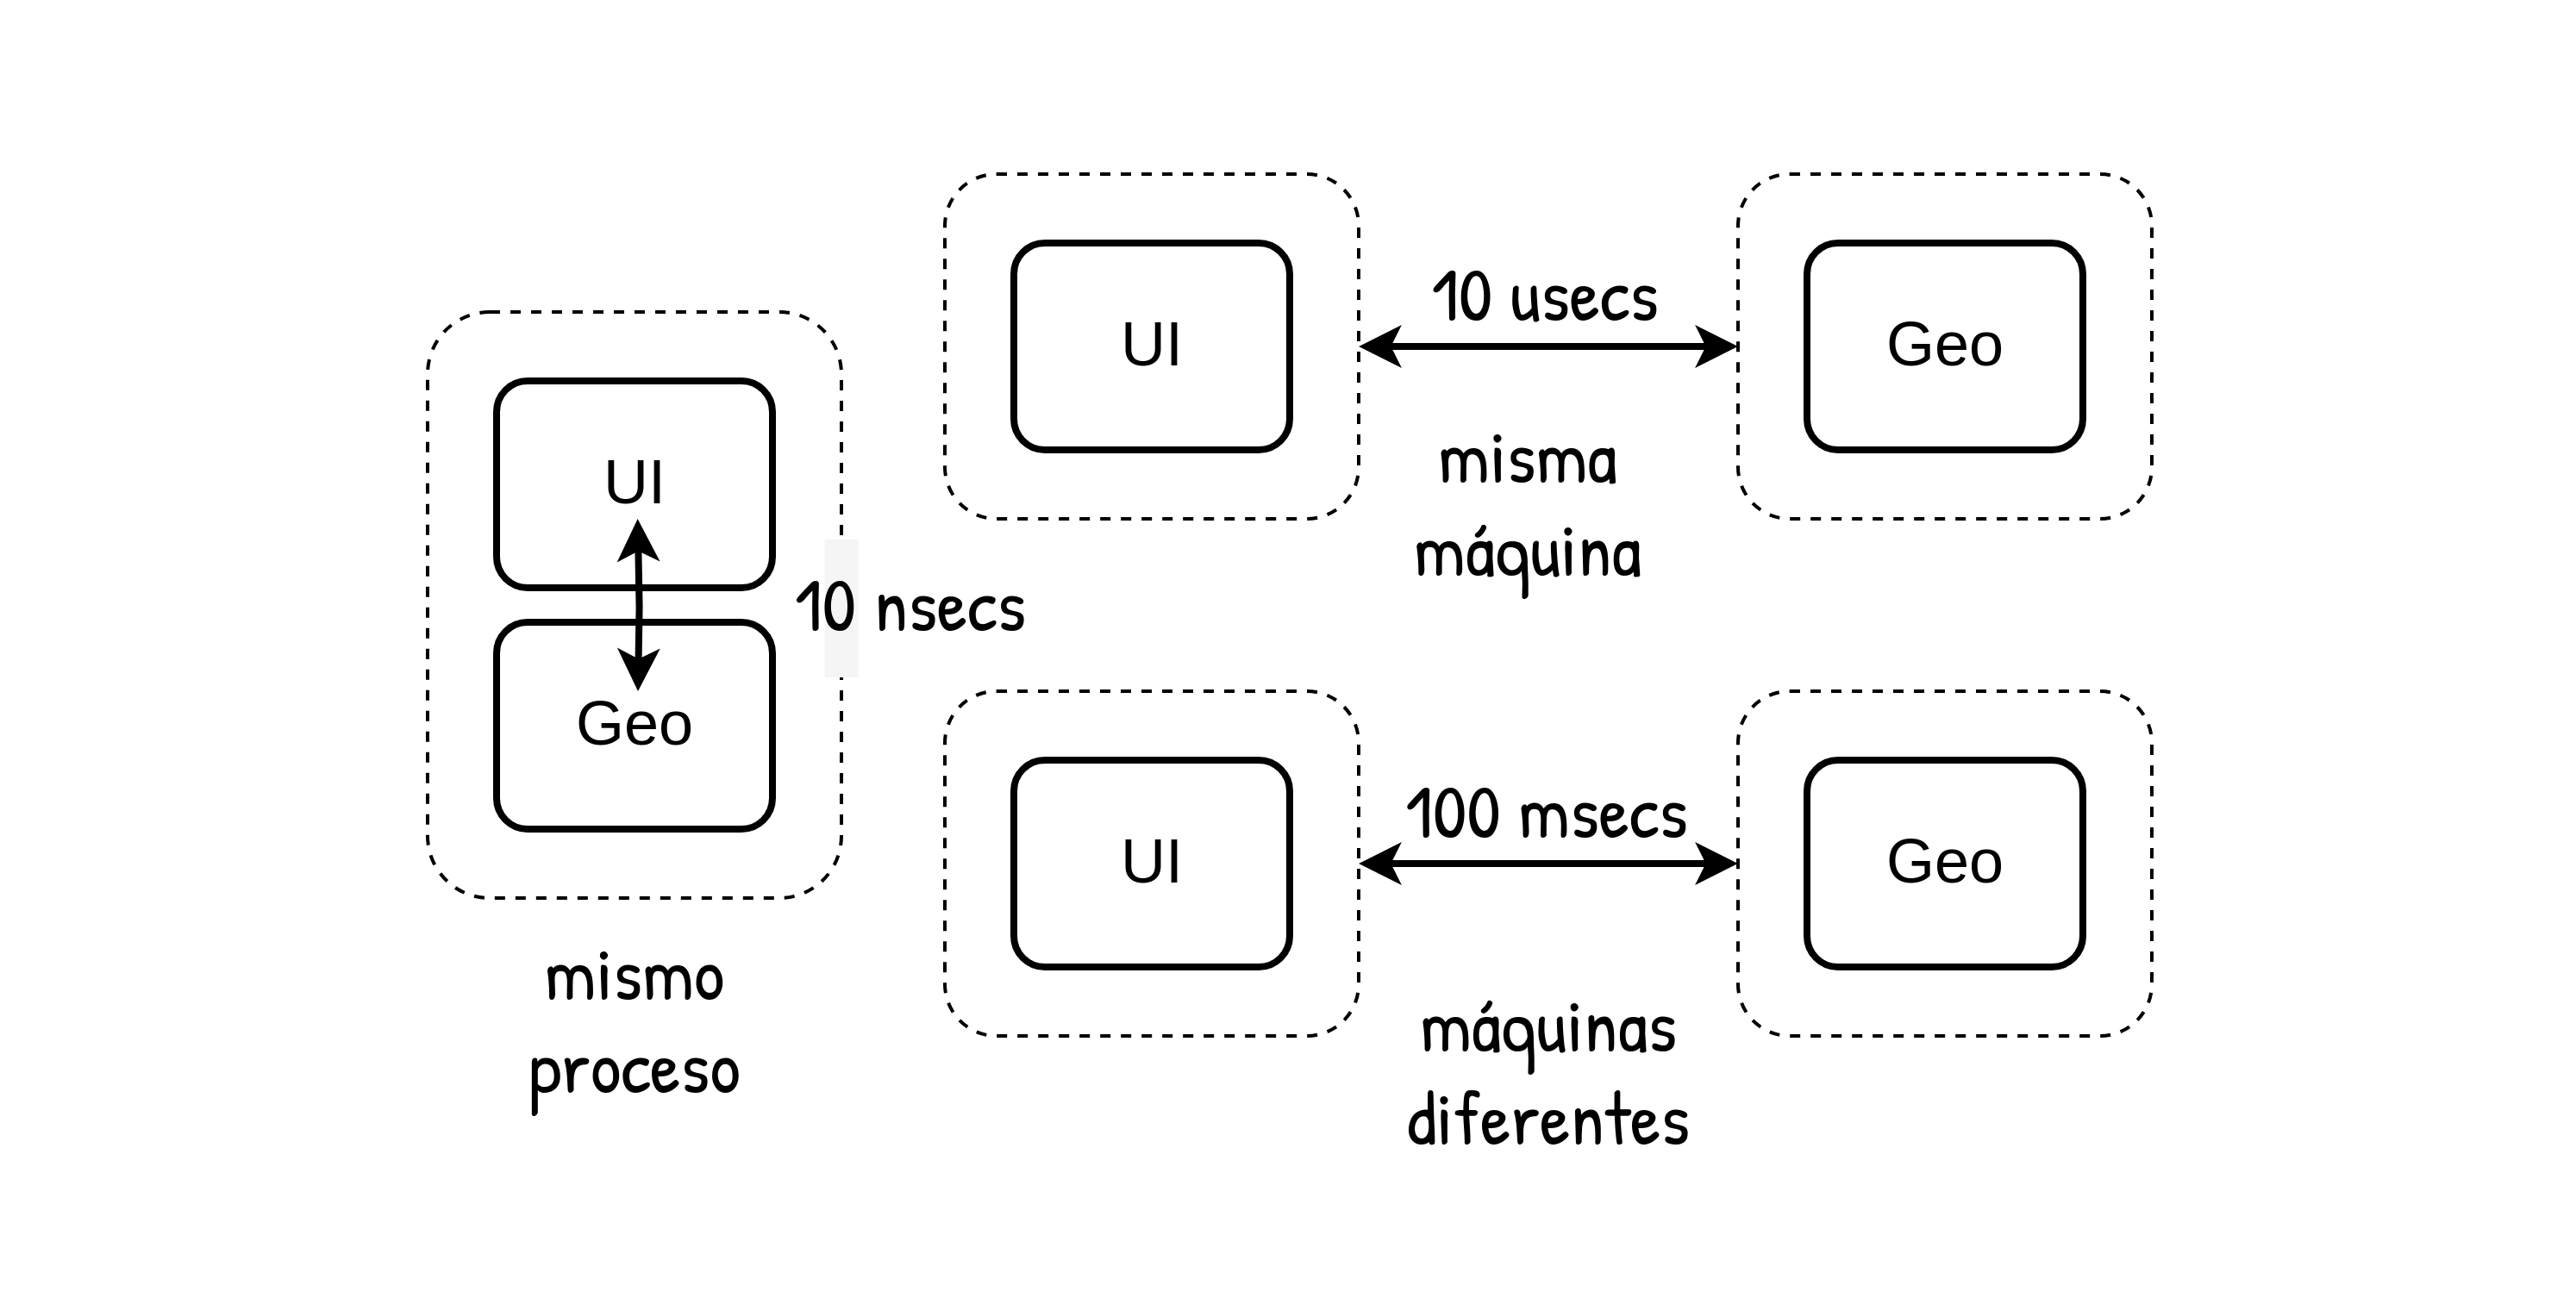 UI
Geo
10 nsecs
mismo
proceso
UI
10 usecs
Geo
misma
máquina
UI
100 msecs
Geo
máquinas
diferentes